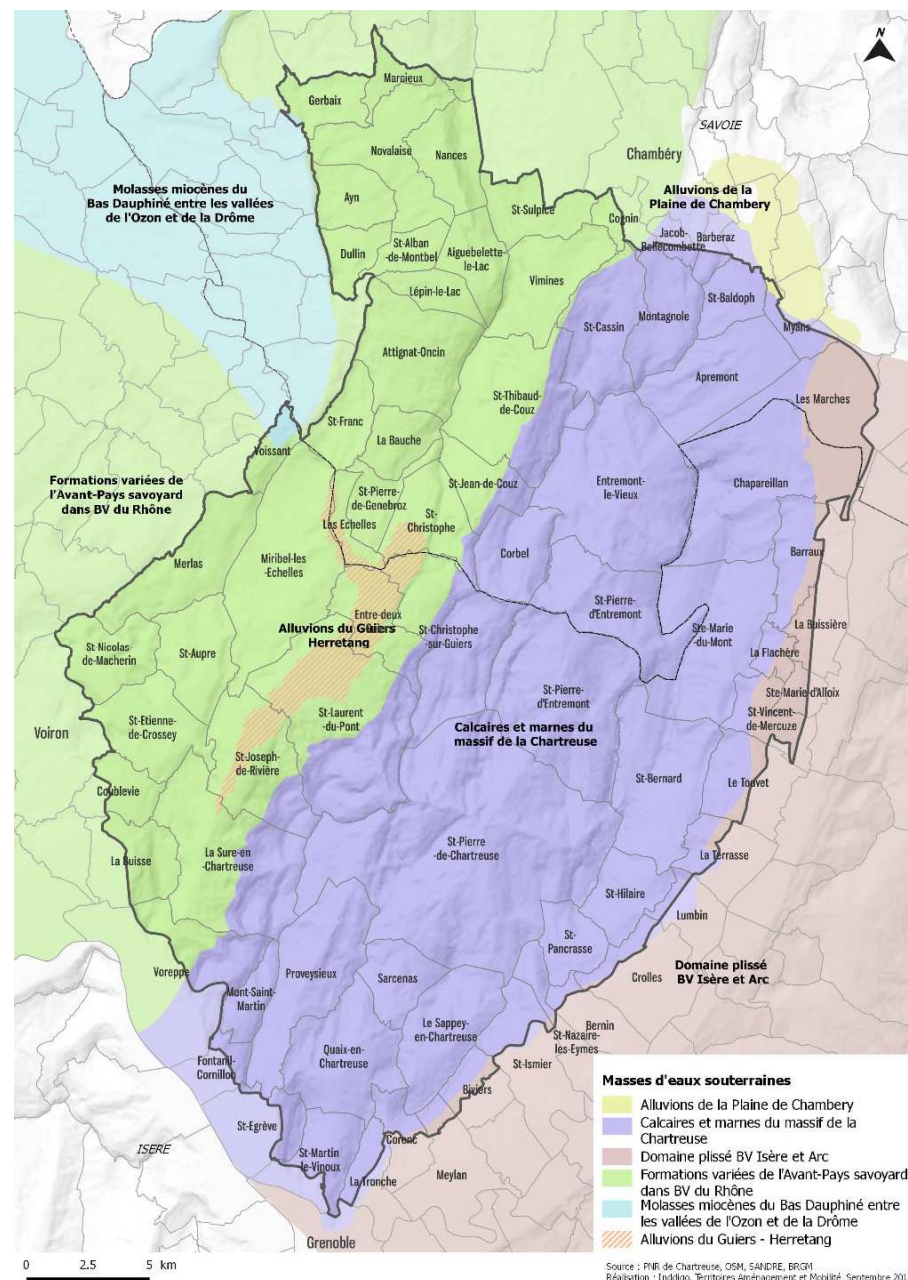 N
Marcieux
Gerbaix
SAVOIE
Novalaise
Nances
Chambéry
Molasses miocènes du
Bas Dauphiné entre les vallées
de l'Ozon et de la Drôme
Alluvions de la
Plaine de Chambery
Ayn
St-Sulpice
Cognin
Jacob-
Bellecombette
Barberaz
Dullin
St-Alban
-de-Montbel
Aiguebelette
-le-Lac
Vimines
Lépin-le-Lac
St-Baldoph
Montagnole
St-Cassin
Myans
Attignat-Oncin
Apremont
Les Marches
St-Thibaud-
de-Couz
St-Franc
La Bauche
Voissant
Formations variées de
l'Avant-Pays savoyard
dans BV du Rhône
St-Pierre-
de-Genebroz
St-Jean-de-Couz
Entremont-
le-Vieux
Chapareillan
Les Echelles
St-
Christophe
Corbel
Barraux
Merlas
Miribel-les
-Echelles
St-Pierre-
d'Entremont
Entre-deux
Alluvions du Guiers
Herretang
St-Christophe
-sur-Guiers
Ste-Marie
-du-Mont
La Buissière
La Flachère
St-Nicolas
-de-Macherin
St-Aupre
St-Pierre-
d'Entremont
Ste-Marie-d'Alloix
St-Vincent-
de-Mercuze
St-Laurent
-du-Pont
Calcaires et marnes du
massif de la Chartreuse
Voiron
St-Etienne
-de-Crossey
St-Joseph-
de-Rivière
St-Bernard
Le Touvet
Coublevie
La Buisse
La Sure-en
-Chartreuse
St-Pierre
-de-Chartreuse
La Terrasse
St-Hilaire
Lumbin
St-
Pancrasse
Voreppe
Proveysieux
Sarcenas
Domaine plissé
BV Isère et Arc
Crolles
Mont-Saint-
Martin
Le Sappey-
en-Chartreuse
Bernin
St-Nazaire-
les-Eymes
Quaix-en-
Chartreuse
St-Ismier
Fontanil-
Cornillon
Biviers
St-Egrève
ISERE
Corenc
St-Martin
-le-Vinoux
La Tronche
Meylan
Grenoble
Masses d'eaux souterraines
Alluvions de la Plaine de Chambery
Calcaires et marnes du massif de la
Chartreuse
Domaine plissé BV Isère et Arc
Formations variées de l'Avant-Pays savoyard
dans BV du Rhône
Molasses miocènes du Bas Dauphiné entre
les vallées de l'Ozon et de la Drôme
Alluvions du Guiers - Herretang
0 2.5 5 km
Source : PNR de Chartreuse, OSM, SANDRE, BRGM
Réalisation : Inddigo, Territoires Aménagement et Mobilité, Septembre 201